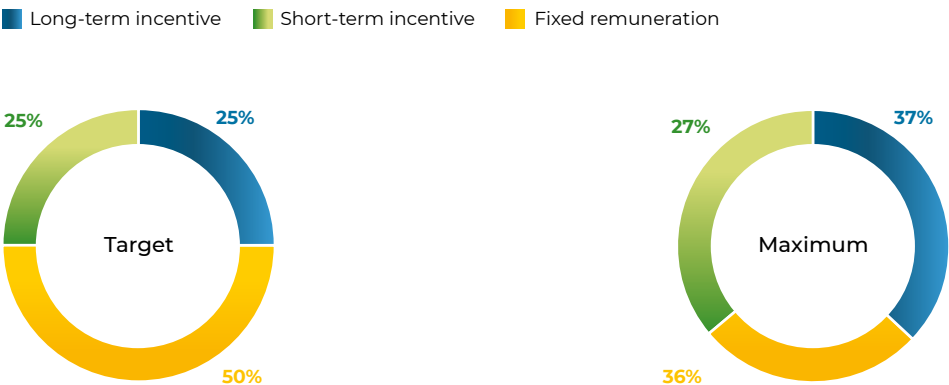 Long-term incentive Short-term incentive Fixed remuneration
25% 25%
Target
50%
27% 37%
Maximum
36%